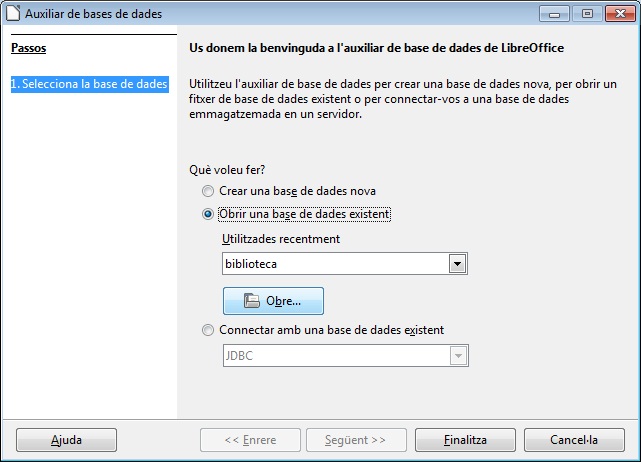 Auxiliar de bases de dades
Passos
1. Selecciona la base de dades
Us donem la benvinguda a l'auxiliar de base de dades de LibreOffice
Utilitzeu l'auxiliar de base de dades per crear una base de dades nova, per obrir un
fitxer de base de dades existent o per connectar-vos a una base de dades
emmagatzemada en un servidor.
Què voleu fer?
Crear una base de dades nova
Obrir una base de dades existent
Utilitzades recentment
biblioteca
Obre...
Connectar amb una base de dades existent
JDBC
Ajuda
<< Enrere
Següent >>
Finalitza
Cancel·la